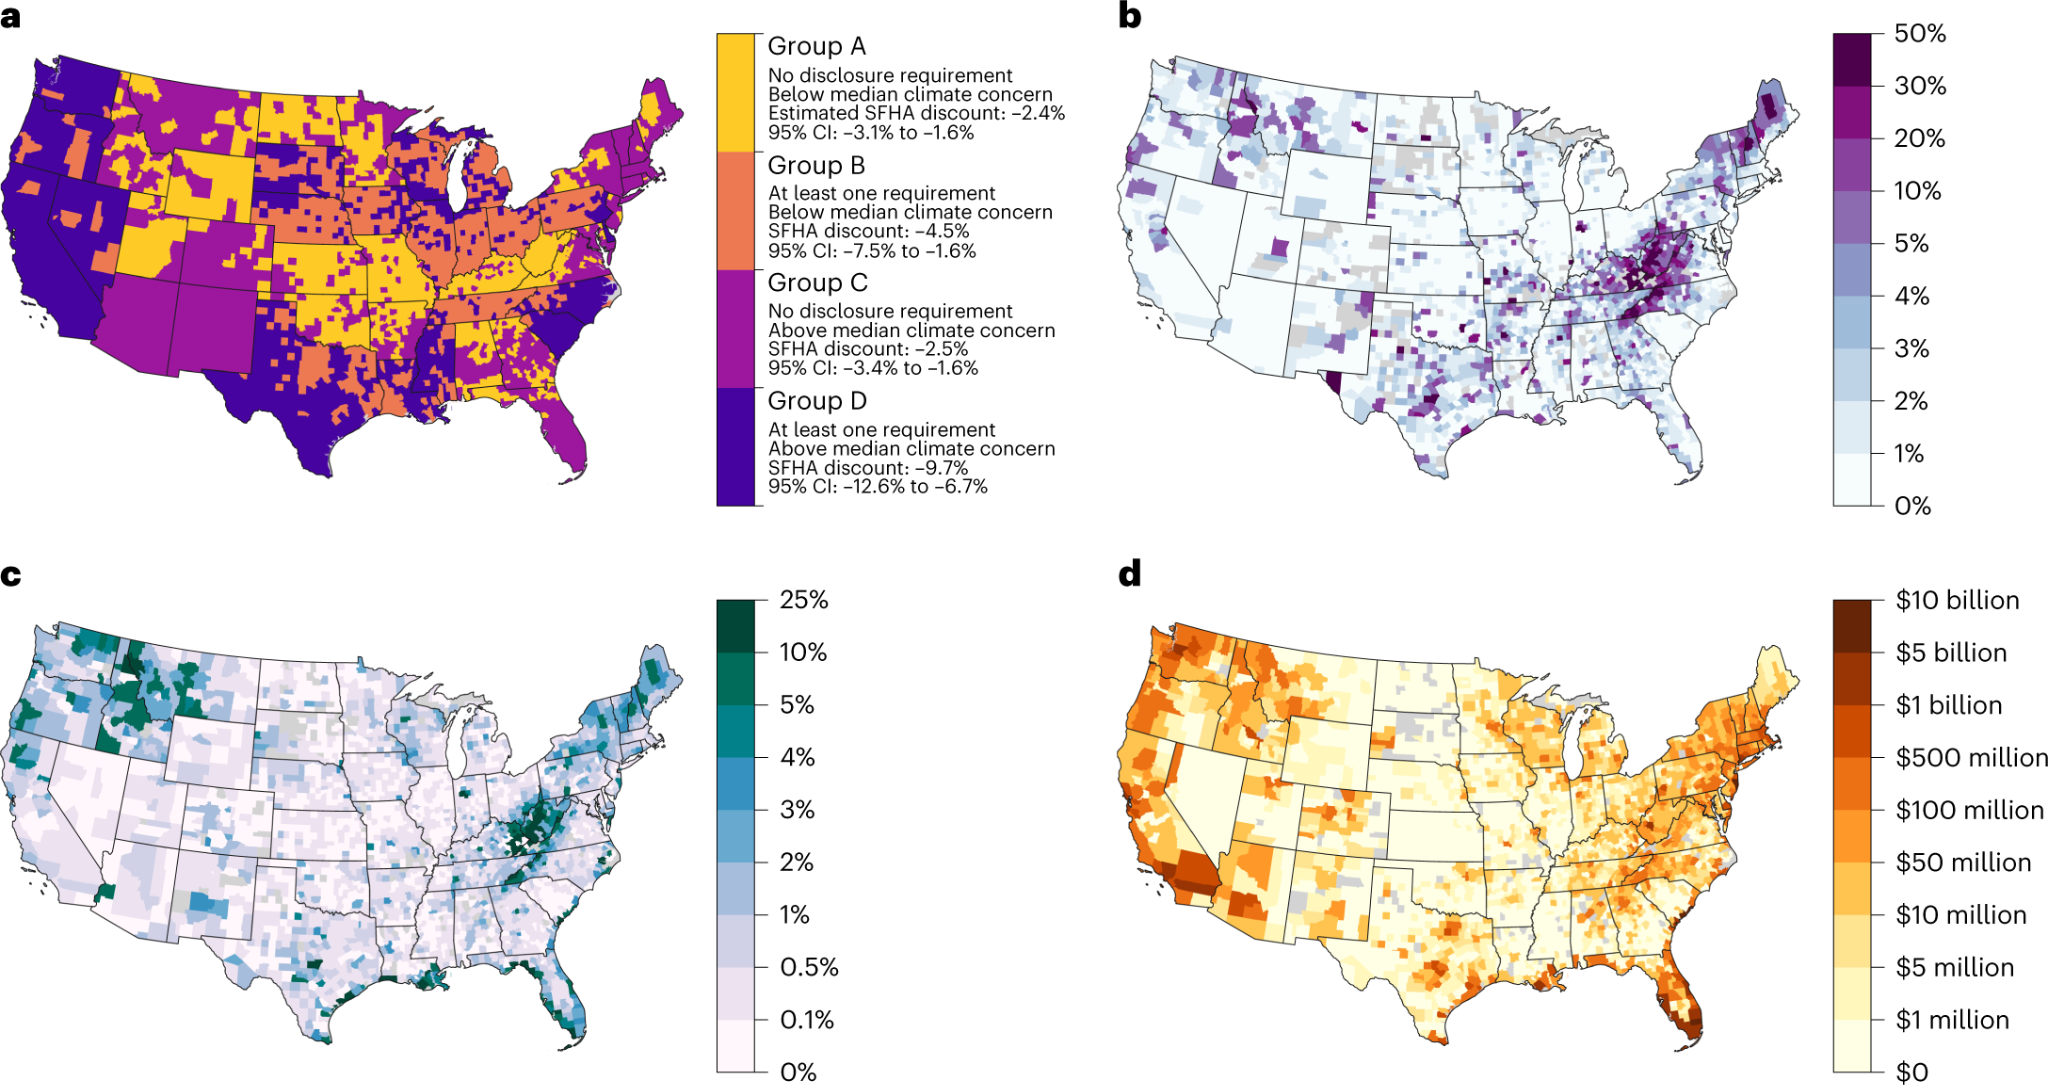 a
Group A
No disclosure requirement
Below median climate concern
Estimated SFHA discount: −2.4%
95% CI: −3.1% to −1.6%
Group B
At least one requirement
Below median climate concern
SFHA discount: −4.5%
95% CI: −7.5% to −1.6%
Group C
No disclosure requirement
Above median climate concern
SFHA discount: −2.5%
95% CI: −3.4% to −1.6%
Group D
At least one requirement
Above median climate concern
SFHA discount: −9.7%
95% CI: −12.6% to −6.7%
b
50%
30%
20%
10%
5%
4%
3%
2%
1%
0%
c
25%
10%
5%
4%
3%
2%
1%
0.5%
0.1%
0%
d
$10 billion
$5 billion
$1 billion
$500 million
$100 million
$50 million
$10 million
$5 million
$1 million
$0